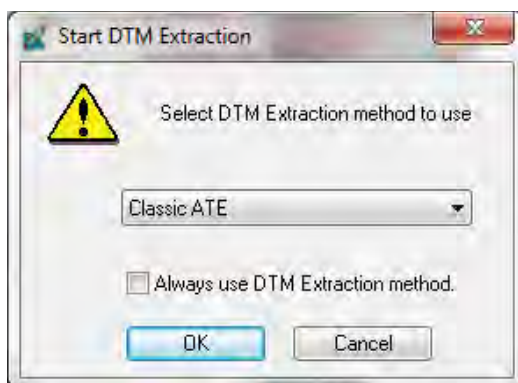 Start DTM Extraction
Select DTM Extraction method to use
Classic ATE
Always use DTM Extraction method.
OK
Cancel